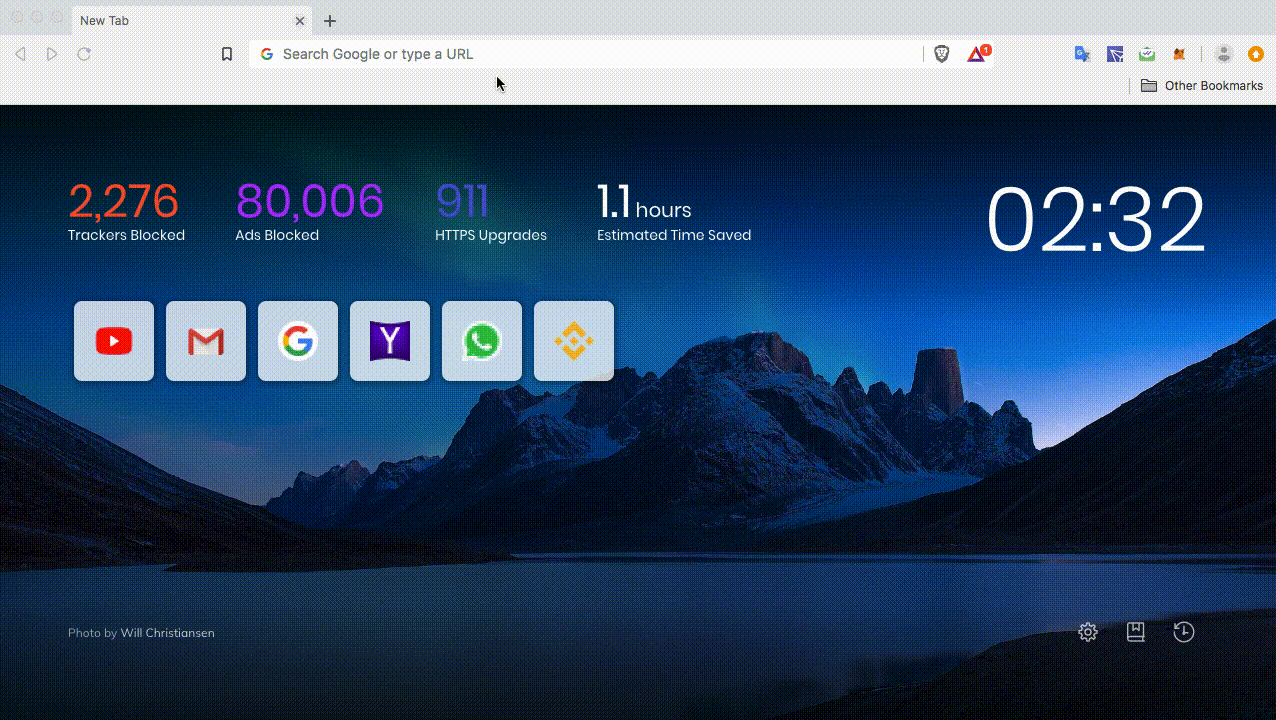 New Tab
Search Google or type a URL
1
Other Bookmarks
2,276
Trackers Blocked
80,006
Ads Blocked
911
HTTPS Upgrades
1.1 hours
Estimated Time Saved
02:32
Photo by Will Christiansen